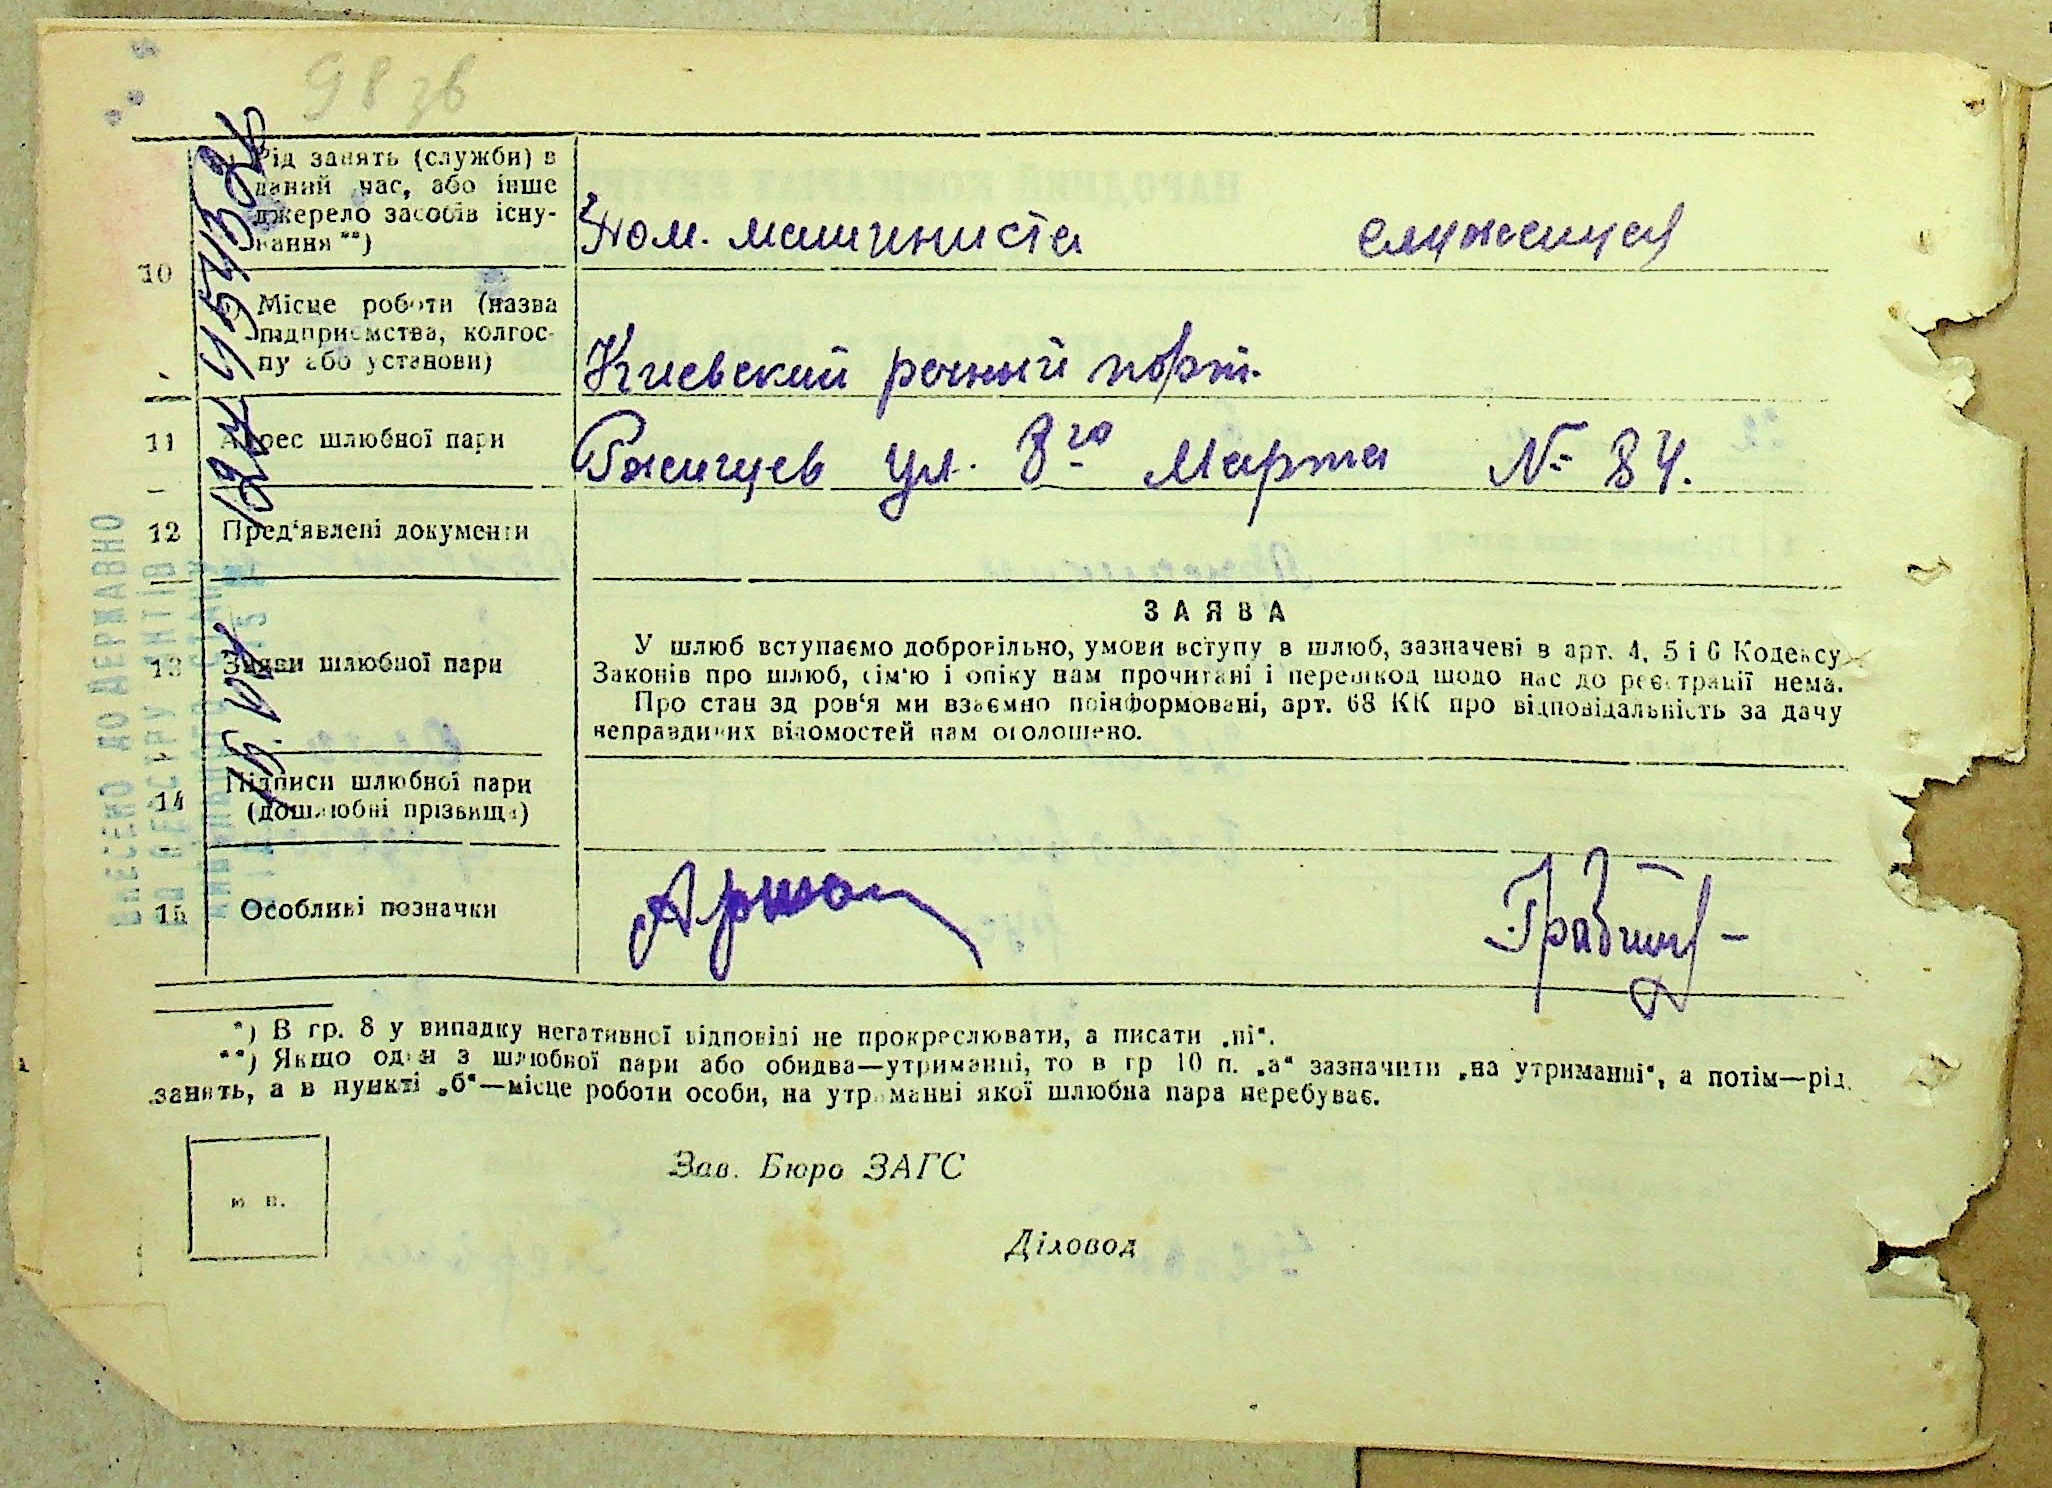 98 зв
Рід занять (служби) в
даний час, або інше
джерело засобів існу-
вання **)
Пом. машиниста служащая
10
Місце роботи (назва
підприємства, колгос-
пу або установи)
Киевский речный порт.
11 Адрес шлюбної пари
Ржищев ул. 8го Марта № 84.
12 Пред‘явлені документи
13 Заяви шлюбної пари
ЗАЯВА
У шлюб вступаємо добровільно, умови вступу в шлюб, зазначені в арт. 4, 5 і 6 Кодексу
Законів про шлюб, сім‘ю і опіку нам прочитані і перешкод щодо нас до реєстрації нема.
Про стан здоров‘я ми взаємно поінформовані, арт. 68 КК про відповідальність за дачу
неправдивих відомостей нам оголошено.
14 Підписи шлюбної пари
(дошлюбні прізвища)
15 Особливі позначки
*) В гр. 8 у випадку негативної відповіді не прокреслювати, а писати „ні“.
**) Якщо один з шлюбної пари або обидва—утриманні, то в гр 10 п. „а“ зазначити „на утриманні“, а потім—рід
занять, а в пункті „б“—місце роботи особи, на утриманні якої шлюбна пара перебуває.
м п.
Зав. Бюро ЗАГС
Діловод
ВНЕСЕНО ДО ДЕРЖАВНО